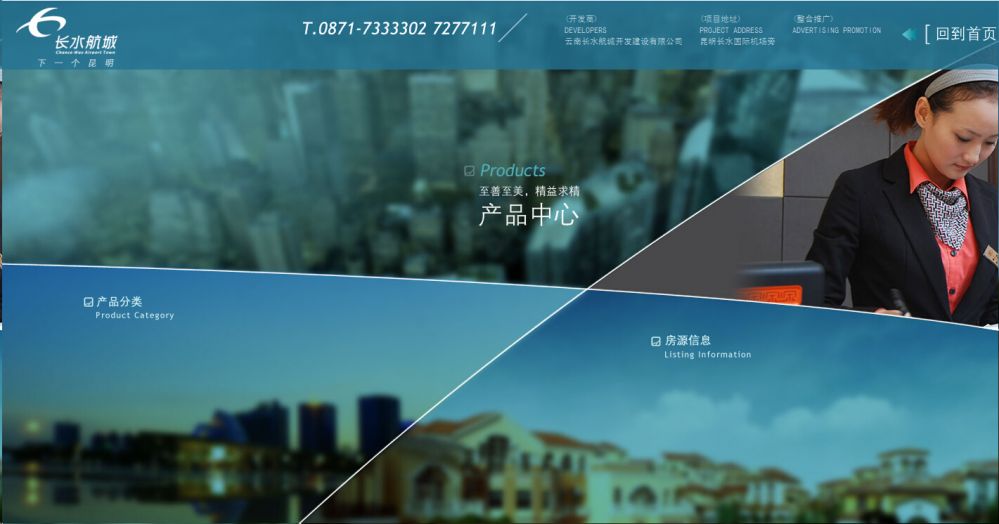 长水航城
Chance Wue Airport Town
下一个昆明
T.0871-7333302 7277111
(开发商)
DEVELOPERS
云南长水航城开发建设有限公司
(项目地址)
PROJECT ADDRESS
昆明长水国际机场旁
(整合推广)
ADVERTISING PROMOTION
[ 回到首页
Products
至善至美，精益求精
产品中心
产品分类
Product Category
房源信息
Listing Information